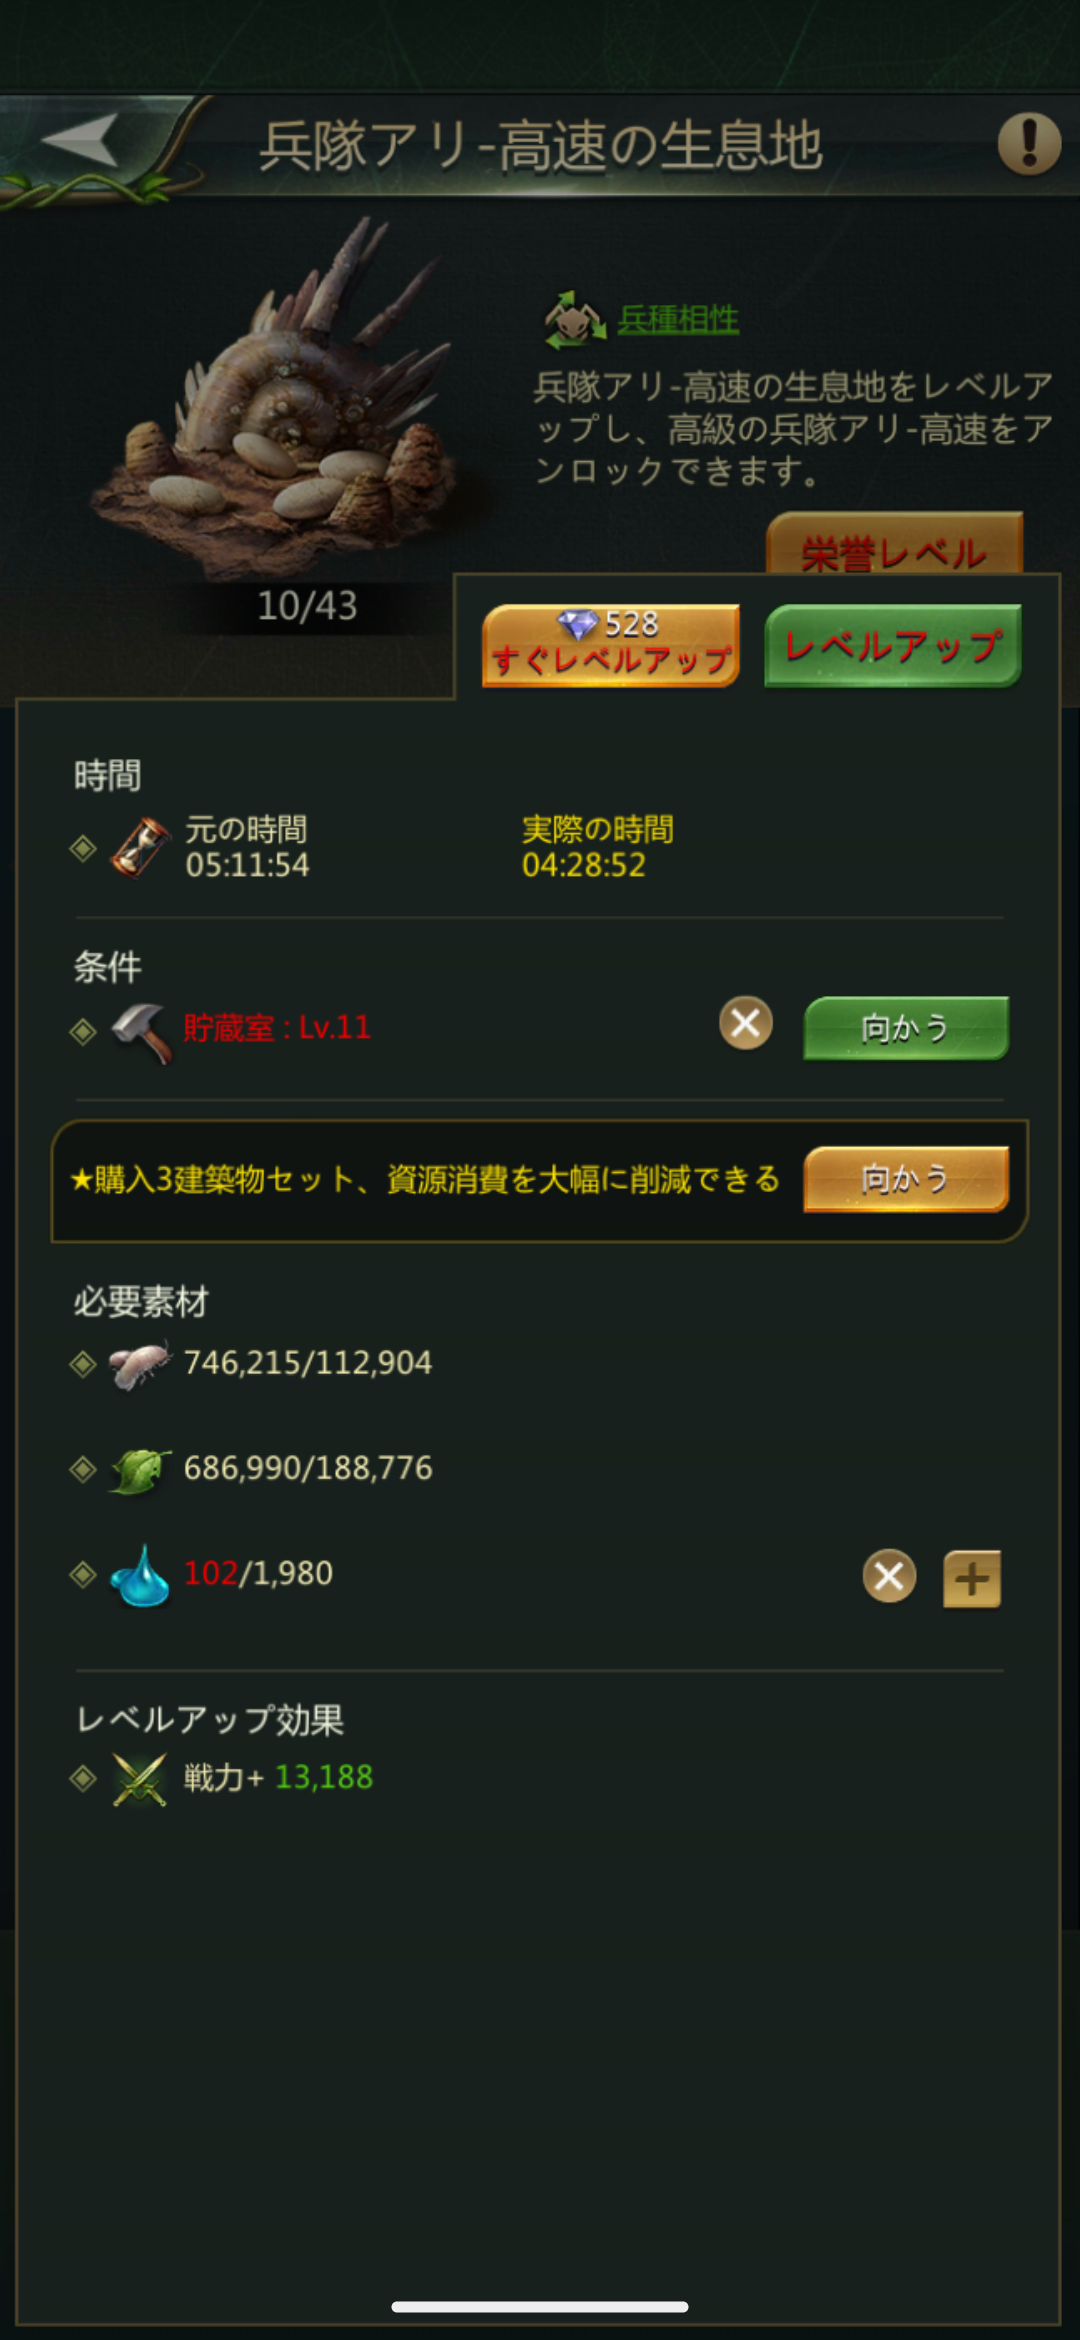 兵隊アリ-高速の生息地
兵種相性
兵隊アリ-高速の生息地をレベルア
ップし、高級の兵隊アリ-高速をア
ンロックできます。
栄誉レベル
10/43
528
すぐレベルアップ
レベルアップ
時間
元の時間
05:11:54
実際の時間
04:28:52
条件
貯蔵室 : Lv.11
向かう
★購入3建築物セット、資源消費を大幅に削減できる
向かう
必要素材
746,215/112,904
686,990/188,776
102/1,980
レベルアップ効果
戦力+ 13,188